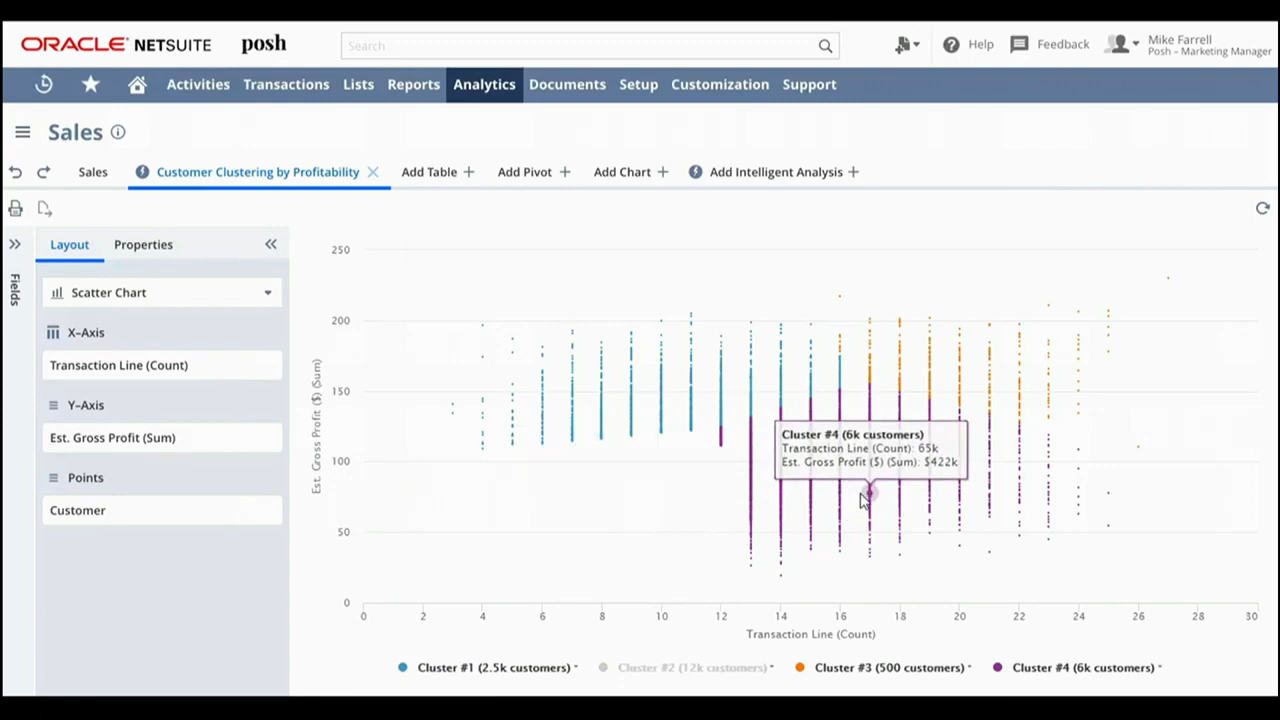 ORACLE NETSUITE posh Search Help Feedback Mike Farrell
Posh – Marketing Manager
Activities Transactions Lists Reports Analytics Documents Setup Customization Support
Sales
Sales Customer Clustering by Profitability Add Table Add Pivot Add Chart Add Intelligent Analysis
Layout Properties
Fields
Scatter Chart
X–Axis
Transaction Line (Count)
Y–Axis
Est. Gross Profit (Sum)
Points
Customer
Est. Gross Profit ($) (Sum)
250
200
150
100
50
0
Cluster #4 (6k customers)
Transaction Line (Count): 65k
Est. Gross Profit ($) (Sum): $422k
0 2 4 6 8 10 12 14 16 18 20 22 24 26 28 30
Transaction Line (Count)
Cluster #1 (2.5k customers) Cluster #2 (12k customers) Cluster #3 (500 customers) Cluster #4 (6k customers)